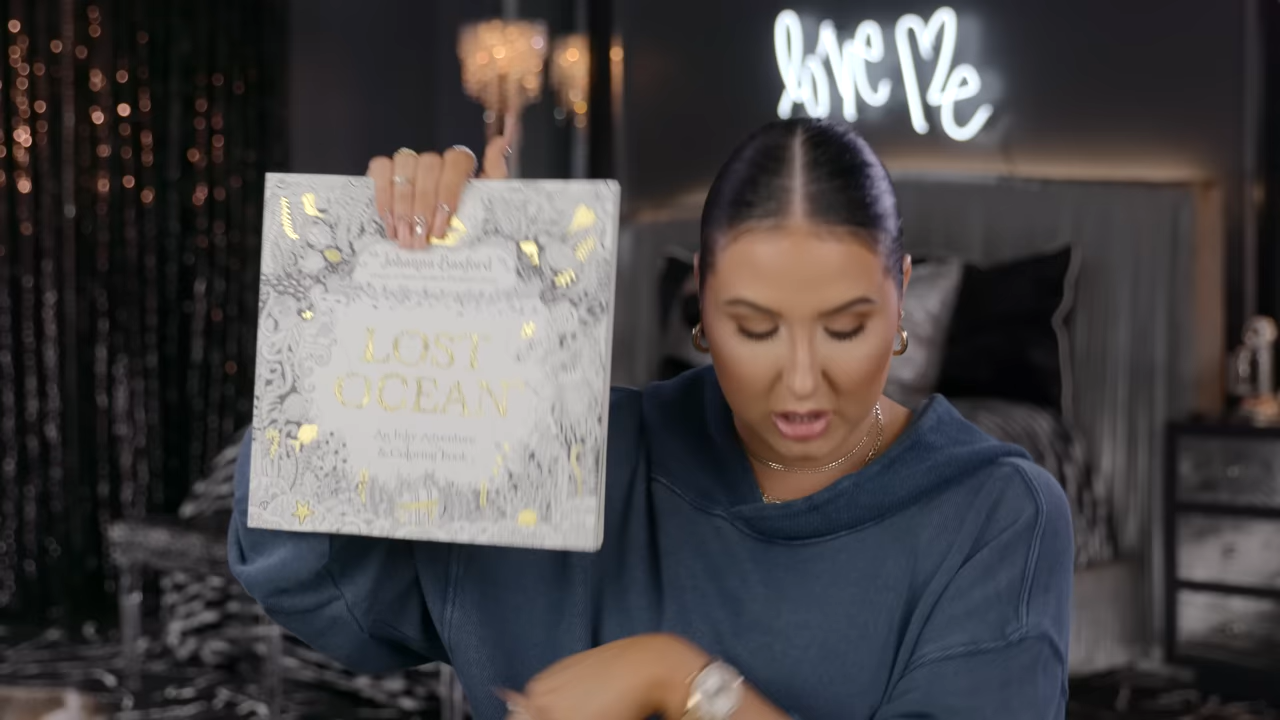 love me
Johanna Basford
LOST
OCEAN
An Inky Adventure
& Coloring Book